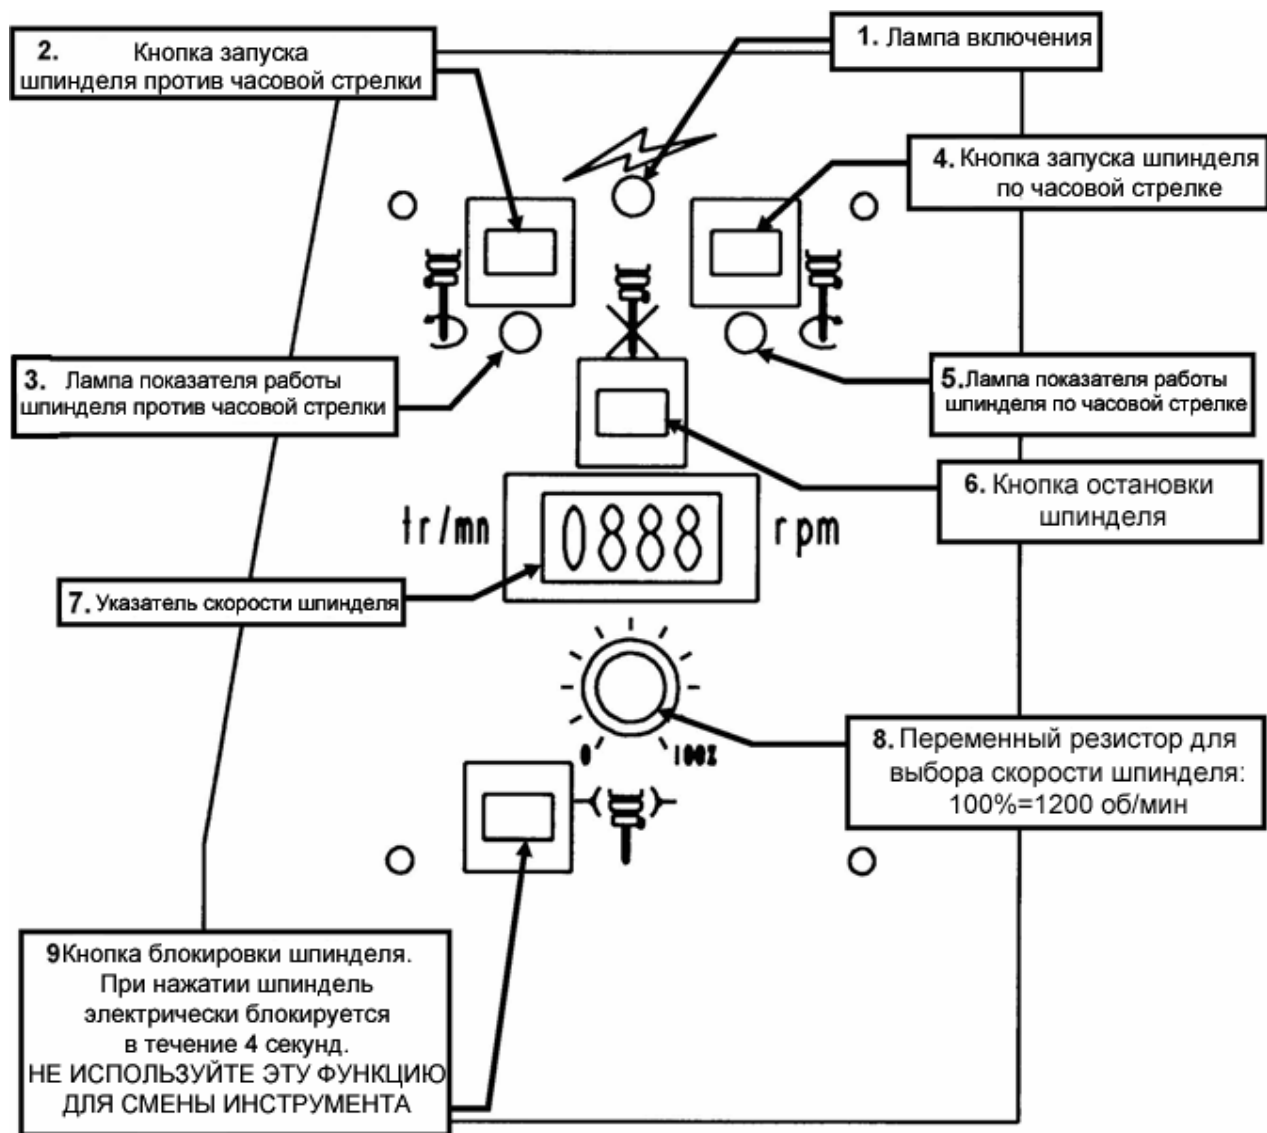 2. Кнопка запуска
шпинделя против часовой стрелки
1. Лампа включения
4. Кнопка запуска шпинделя
по часовой стрелке
3. Лампа показателя работы
шпинделя против часовой стрелки
5.Лампа показателя работы
шпинделя по часовой стрелке
6. Кнопка остановки
шпинделя
tr/mn 0888 rpm
7. Указатель скорости шпинделя
0 100%
8. Переменный резистор для
выбора скорости шпинделя:
100%=1200 об/мин
9Кнопка блокировки шпинделя.
При нажатии шпиндель
электрически блокируется
в течение 4 секунд.
НЕ ИСПОЛЬЗУЙТЕ ЭТУ ФУНКЦИЮ
ДЛЯ СМЕНЫ ИНСТРУМЕНТА